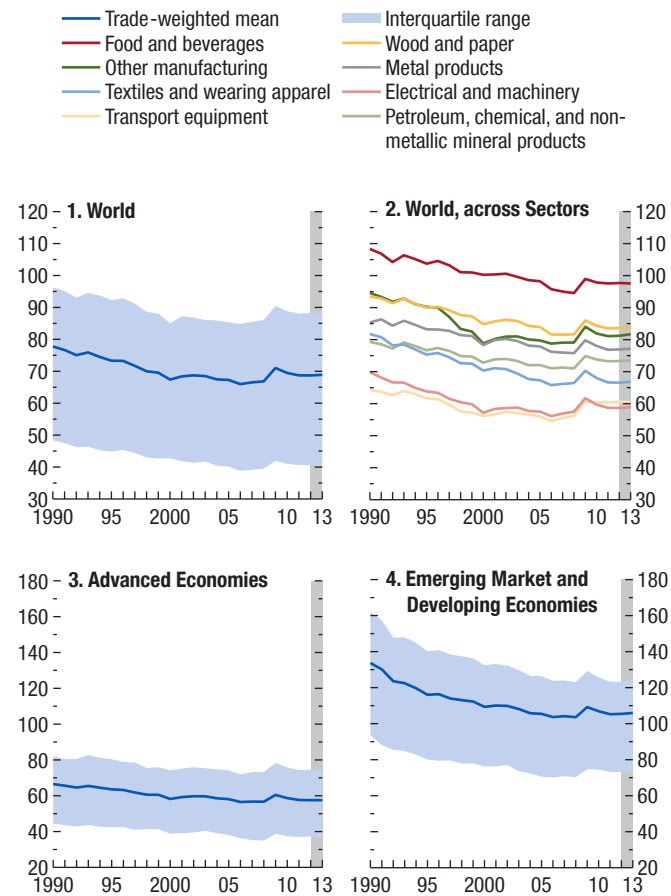 Trade-weighted mean
Interquartile range
Food and beverages
Wood and paper
Other manufacturing
Metal products
Textiles and wearing apparel
Electrical and machinery
Transport equipment
Petroleum, chemical, and non-
metallic mineral products
1. World
120
110
100
90
80
70
60
50
40
30
1990 95 2000 05 10 13
2. World, across Sectors
120
110
100
90
80
70
60
50
40
30
1990 95 2000 05 10 13
3. Advanced Economies
180
160
140
120
100
80
60
40
20
1990 95 2000 05 10 13
4. Emerging Market and
Developing Economies
180
160
140
120
100
80
60
40
20
1990 95 2000 05 10 13